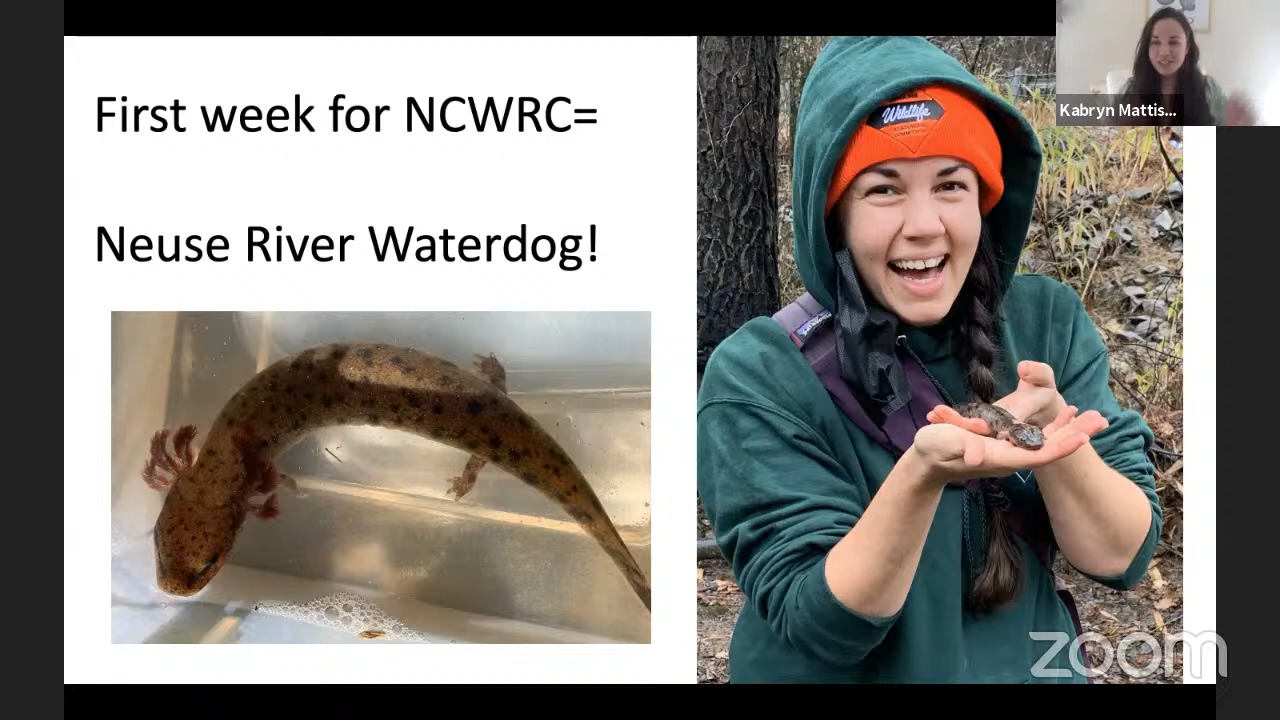 First week for NCWRC=
Neuse River Waterdog!
Wildlife
Kabryn Mattis...
zoom